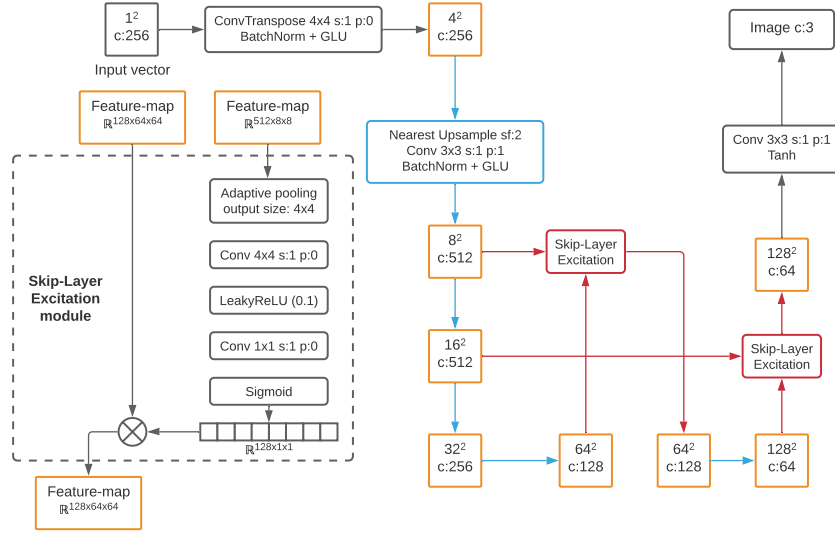 1²
c:256
Input vector
ConvTranspose 4x4 s:1 p:0
BatchNorm + GLU
4²
c:256
Image c:3
Feature-map
ℝ¹²⁸ˣ⁶⁴ˣ⁶⁴
Feature-map
ℝ⁵¹²ˣ⁸ˣ⁸
Nearest Upsample sf:2
Conv 3x3 s:1 p:1
BatchNorm + GLU
Conv 3x3 s:1 p:1
Tanh
Skip-Layer
Excitation
module
Adaptive pooling
output size: 4x4
Conv 4x4 s:1 p:0
LeakyReLU (0.1)
Conv 1x1 s:1 p:0
Sigmoid
ℝ¹²⁸ˣ¹ˣ¹
Feature-map
ℝ¹²⁸ˣ⁶⁴ˣ⁶⁴
8²
c:512
Skip-Layer
Excitation
128²
c:64
16²
c:512
Skip-Layer
Excitation
32²
c:256
64²
c:128
64²
c:128
128²
c:64